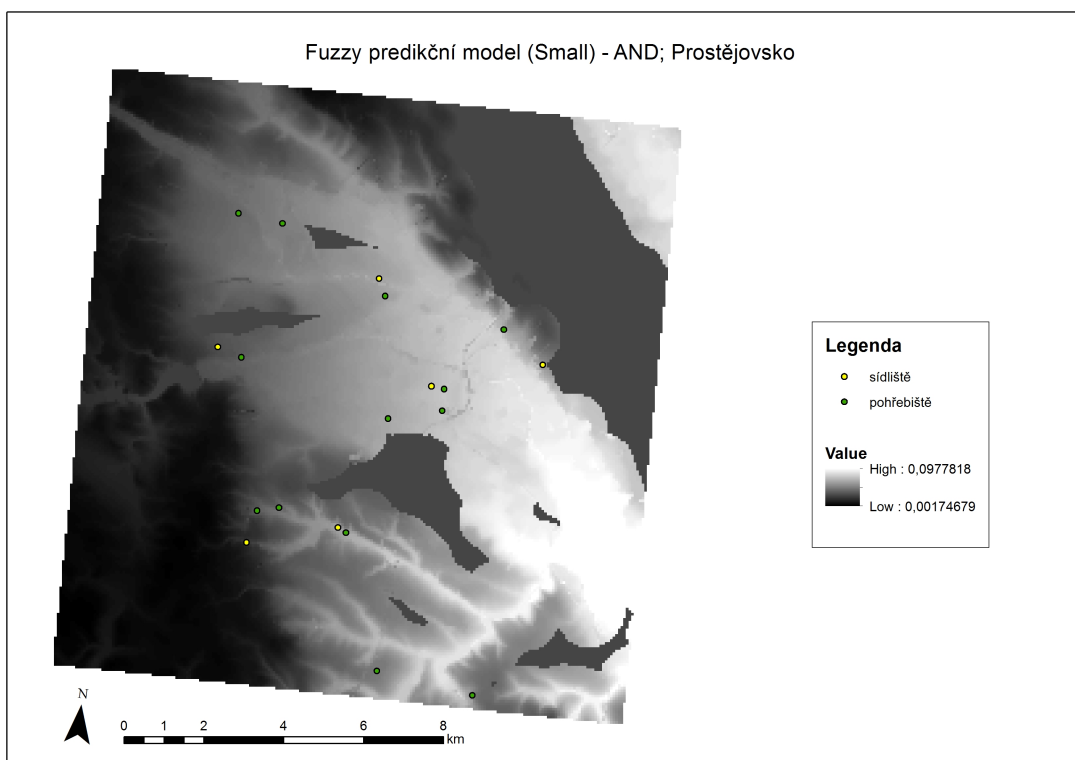 Fuzzy predikční model (Small) - AND; Prostějovsko
Legenda
sídliště
pohřebiště
Value
High : 0,0977818
Low : 0,00174679
N
0 1 2 4 6 8
km